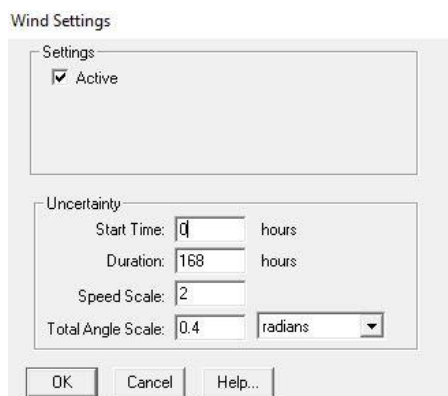 Wind Settings
Settings
Active
Uncertainty
Start Time: 0 hours
Duration: 168 hours
Speed Scale: 2
Total Angle Scale: 0.4 radians
OK Cancel Help...